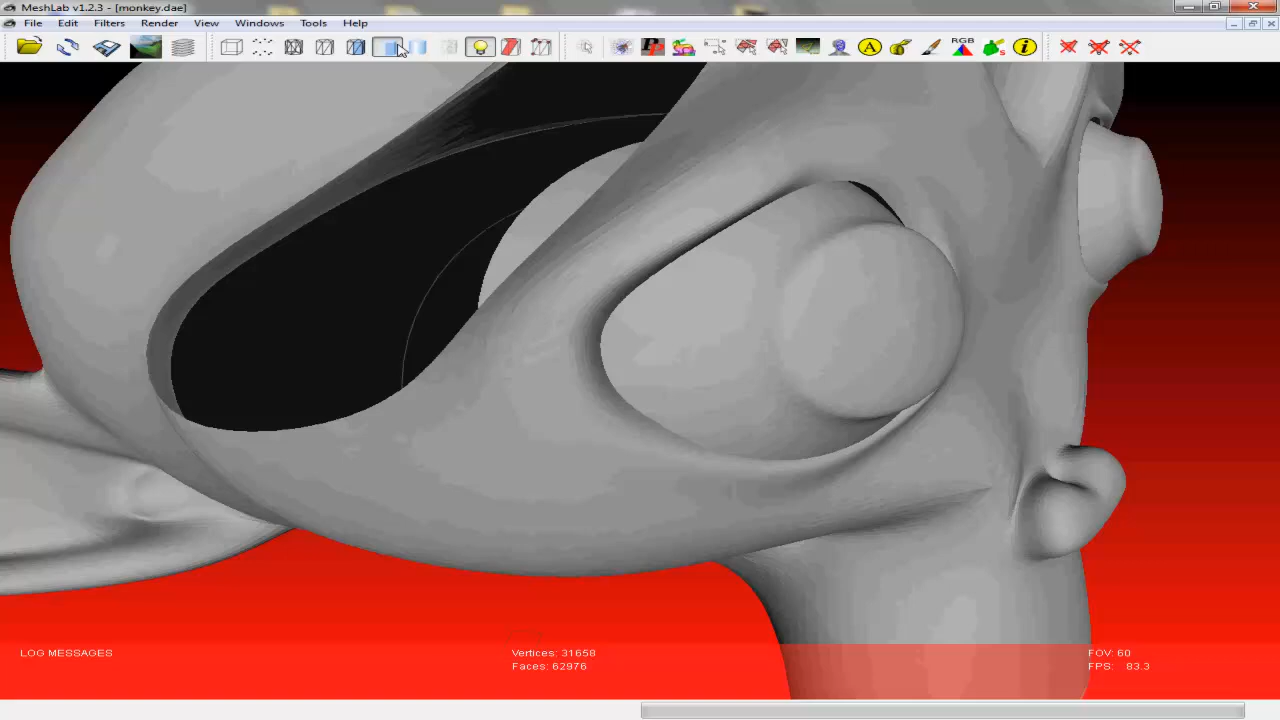 MeshLab v1.2.3 - [monkey.dae]
File Edit Filters Render View Windows Tools Help
PP
A
RGB
s
i
LOG MESSAGES
Vertices: 31658
Faces: 62976
FOV: 60
FPS: 83.3